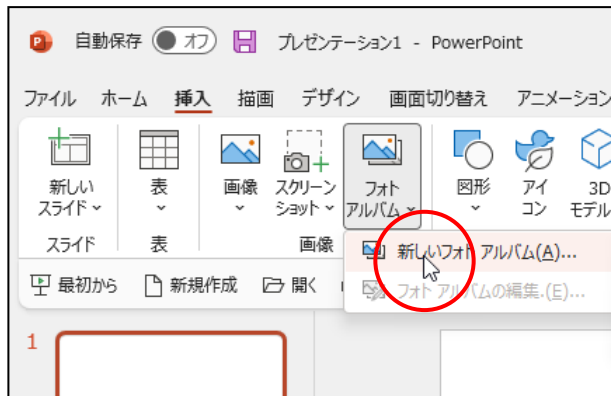 自動保存 オフ プレゼンテーション1 - PowerPoint
ファイル ホーム 挿入 描画 デザイン 画面切り替え アニメーション
新しい スライド
表
画像
スクリーン ショット
フォト アルバム
図形
アイコン
3D モデル
スライド 表 画像
新しいフォト アルバム(A)...
フォト アルバムの編集.(E)...
最初から 新規作成 開く
1